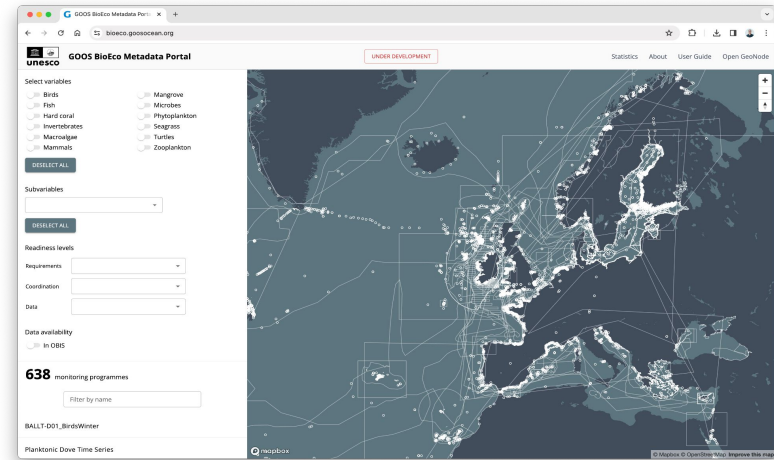 GOOS BioEco Metadata Portal
bioeco.goosocean.org
unesco
GOOS BioEco Metadata Portal
UNDER DEVELOPMENT
Statistics About User Guide Open GeoNode
Select variables
Birds Mangrove
Fish Microbes
Hard coral Phytoplankton
Invertebrates Seagrass
Macroalgae Turtles
Mammals Zooplankton
DESELECT ALL
Subvariables
DESELECT ALL
Readiness levels
Requirements
Coordination
Data
Data availability
In OBIS
638 monitoring programmes
Filter by name
BALLT-D01_BirdsWinter
Planktonic Dove Time Series
mapbox
© Mapbox © OpenStreetMap Improve this map